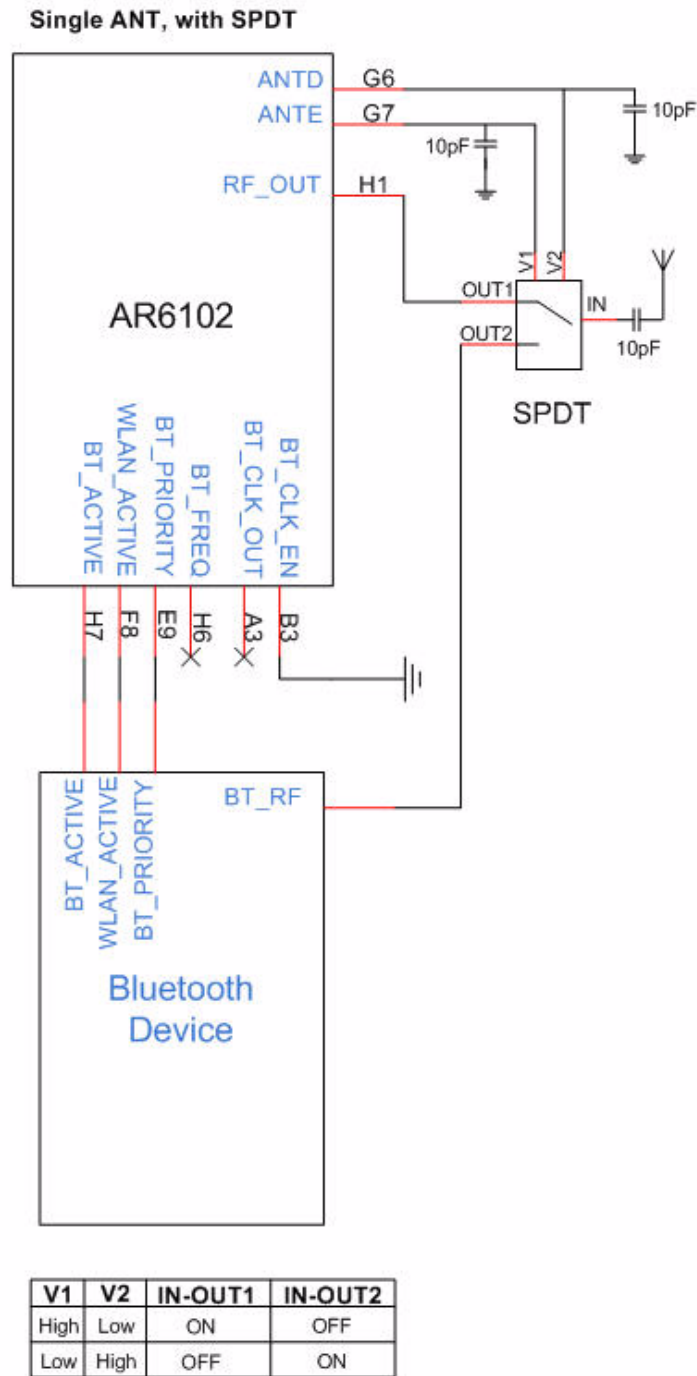 Single ANT, with SPDT
ANTD
G6
10pF
ANTE
G7
10pF
RF_OUT
H1
V1
V2
OUT1
IN
AR6102
OUT2
10pF
SPDT
BT_ACTIVE
WLAN_ACTIVE
BT_PRIORITY
BT_FREQ
BT_CLK_OUT
BT_CLK_EN
H7
F8
E9
H6
A3
B3
BT_ACTIVE
WLAN_ACTIVE
BT_PRIORITY
BT_RF
Bluetooth
Device
V1 V2 IN-OUT1 IN-OUT2
High Low ON OFF
Low High OFF ON